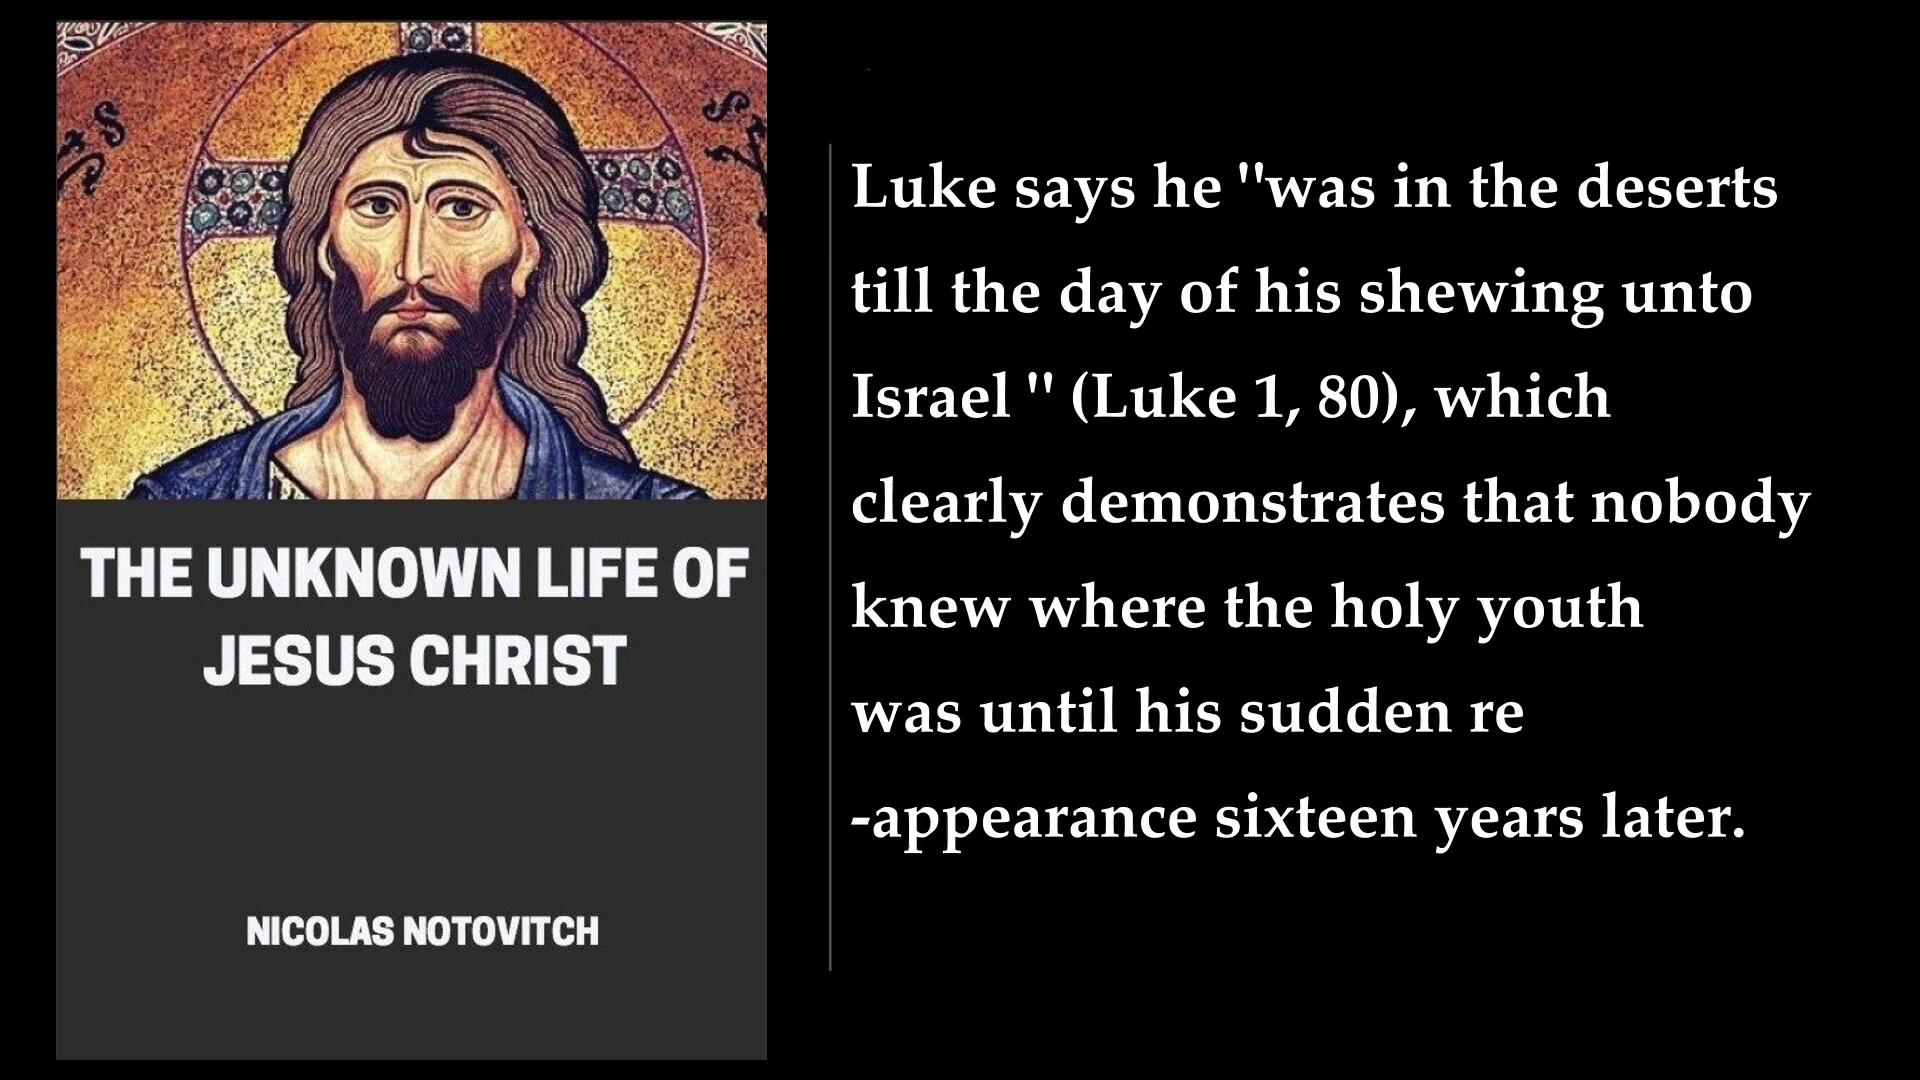 THE UNKNOWN LIFE OF
JESUS CHRIST
NICOLAS NOTOVITCH
Luke says he "was in the deserts
till the day of his shewing unto
Israel " (Luke 1, 80), which
clearly demonstrates that nobody
knew where the holy youth
was until his sudden re
-appearance sixteen years later.